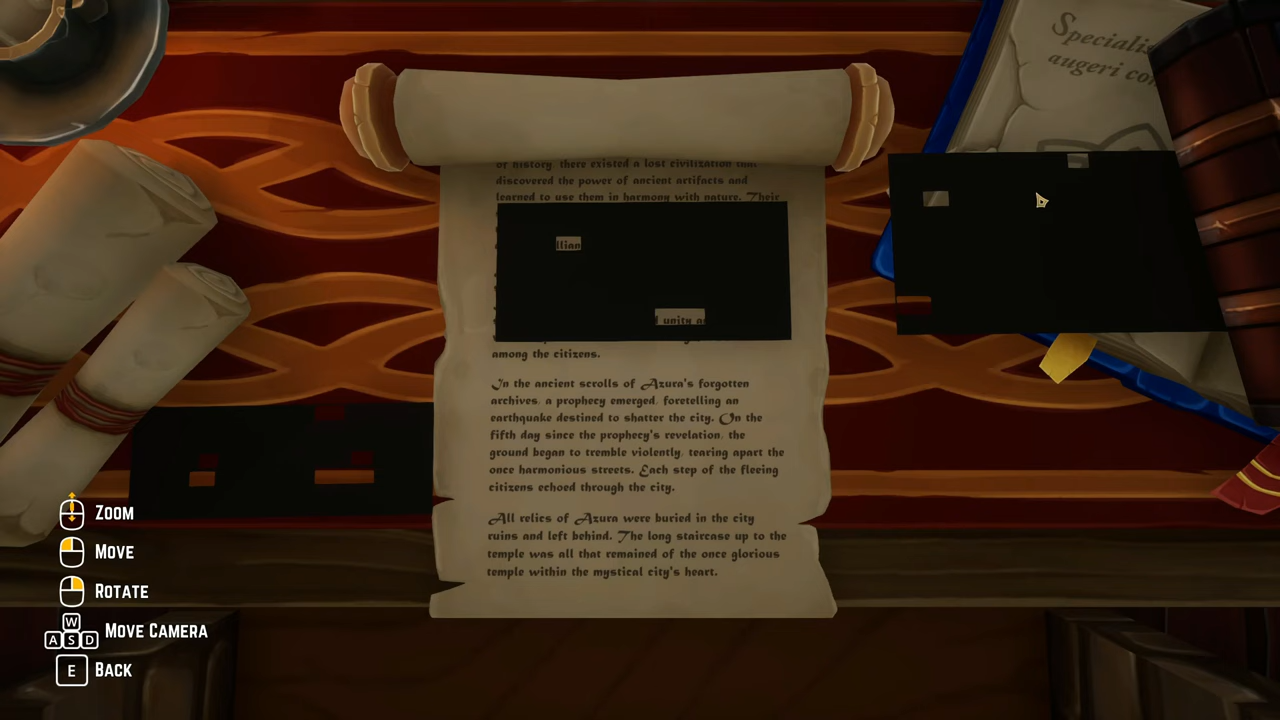 Specialis
augeri co
of history, there existed a lost civilization that
discovered the power of ancient artifacts and
learned to use them in harmony with nature. Their
llian
unity
among the citizens.
In the ancient scrolls of Azura's forgotten
archives, a prophecy emerged, foretelling an
earthquake destined to shatter the city. On the
fifth day since the prophecy's revelation, the
ground began to tremble violently, tearing apart the
once harmonious streets. Each step of the fleeing
citizens echoed through the city.
All relics of Azura were buried in the city
ruins and left behind. The long staircase up to the
temple was all that remained of the once glorious
temple within the mystical city's heart.
ZOOM
MOVE
ROTATE
W
A S D MOVE CAMERA
E BACK